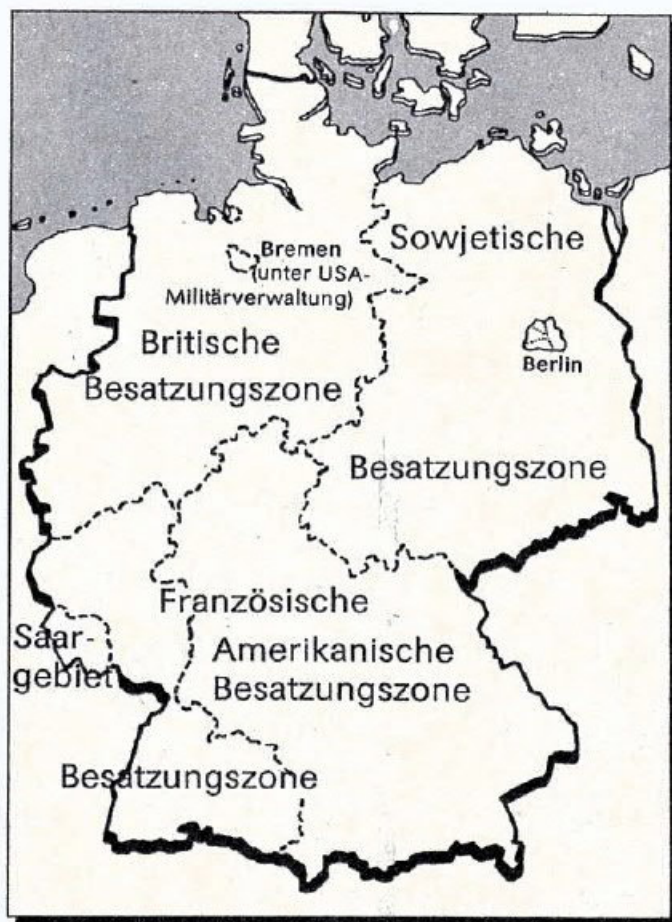 Sowjetische
Bremen
(unter USA-
Militärverwaltung)
Britische
Besatzungszone
Berlin
Besatzungszone
Französische
Saar-
gebiet
Amerikanische
Besatzungszone
Besatzungszone